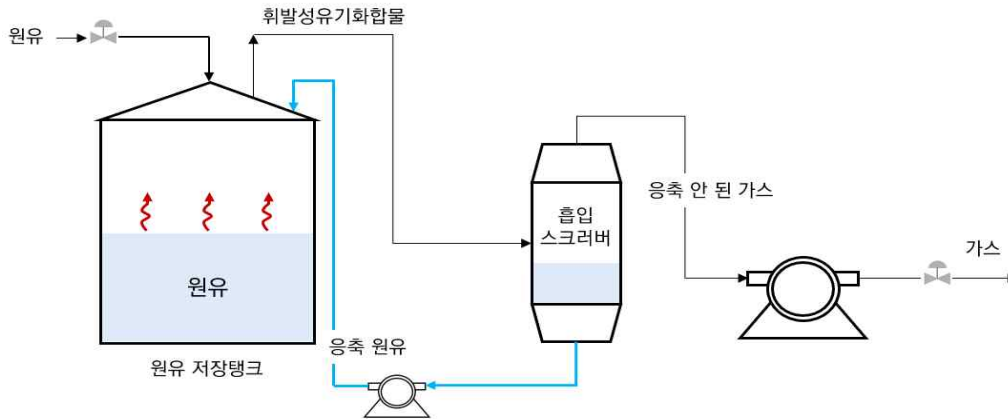 휘발성유기화합물
원유
흡입
스크러버
응축 안 된 가스
가스
원유
응축 원유
원유 저장탱크